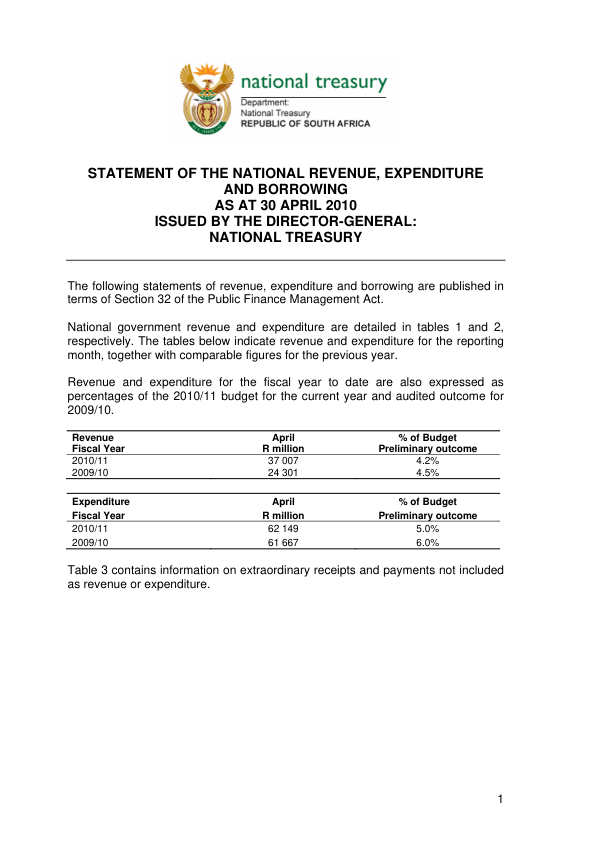 national treasury
Department:
National Treasury
REPUBLIC OF SOUTH AFRICA
STATEMENT OF THE NATIONAL REVENUE, EXPENDITURE
AND BORROWING
AS AT 30 APRIL 2010
ISSUED BY THE DIRECTOR-GENERAL:
NATIONAL TREASURY
The following statements of revenue, expenditure and borrowing are published in
terms of Section 32 of the Public Finance Management Act.
National government revenue and expenditure are detailed in tables 1 and 2,
respectively. The tables below indicate revenue and expenditure for the reporting
month, together with comparable figures for the previous year.
Revenue and expenditure for the fiscal year to date are also expressed as
percentages of the 2010/11 budget for the current year and audited outcome for
2009/10.
Revenue April % of Budget
Fiscal Year R million Preliminary outcome
2010/11 37 007 4.2%
2009/10 24 301 4.5%
Expenditure April % of Budget
Fiscal Year R million Preliminary outcome
2010/11 62 149 5.0%
2009/10 61 667 6.0%
Table 3 contains information on extraordinary receipts and payments not included
as revenue or expenditure.
1